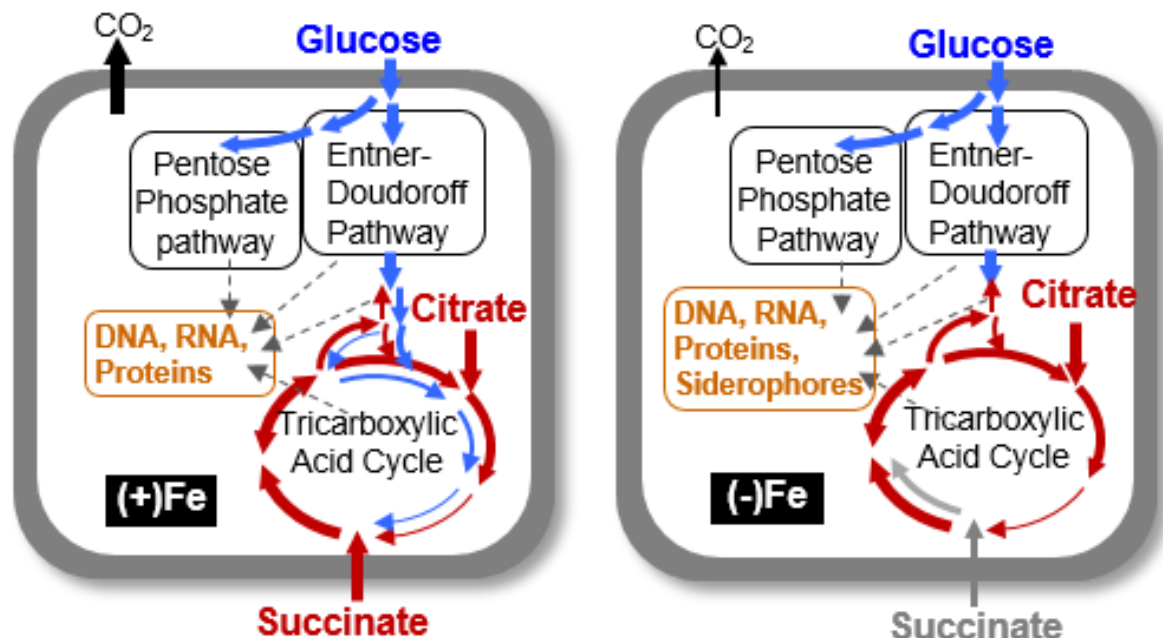 CO2
Glucose
Pentose
Phosphate
pathway
Entner-
Doudoroff
Pathway
Citrate
DNA, RNA,
Proteins
Tricarboxylic
Acid Cycle
(+)Fe
Succinate
CO2
Glucose
Pentose
Phosphate
Pathway
Entner-
Doudoroff
Pathway
Citrate
DNA, RNA,
Proteins,
Siderophores
Tricarboxylic
Acid Cycle
(-)Fe
Succinate